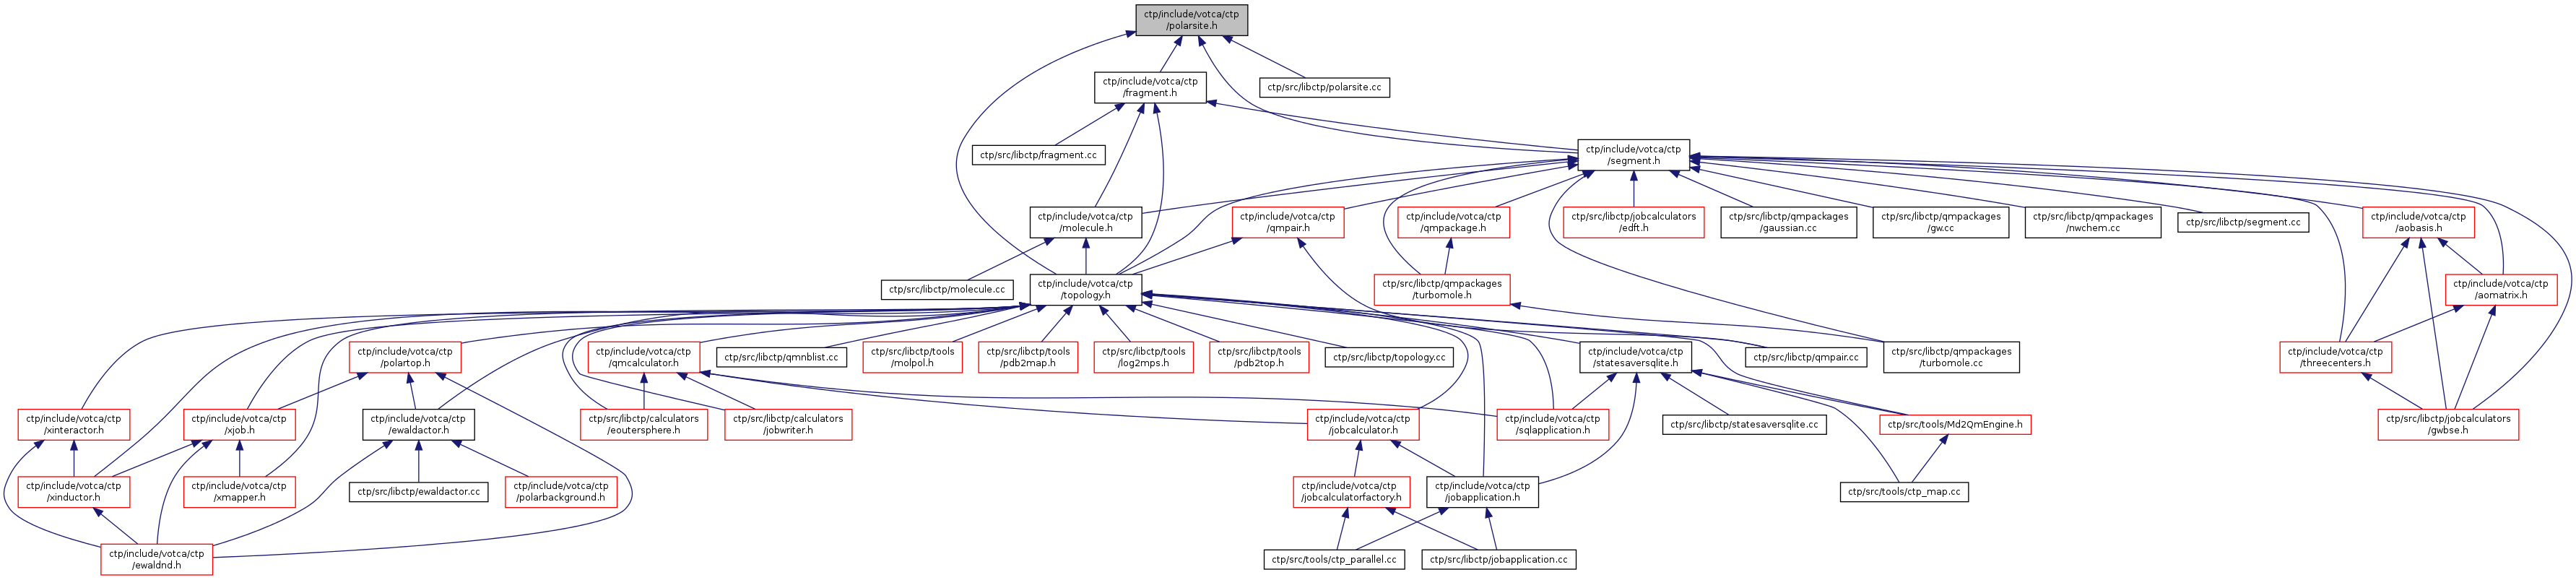 ctp/include/votca/ctp
/polarsite.h
ctp/include/votca/ctp
/fragment.h
ctp/src/libctp/polarsite.cc
ctp/src/libctp/fragment.cc
ctp/include/votca/ctp
/segment.h
ctp/include/votca/ctp
/molecule.h
ctp/include/votca/ctp
/qmpair.h
ctp/include/votca/ctp
/qmpackage.h
ctp/src/libctp/jobcalculators
/edft.h
ctp/src/libctp/qmpackages
/gaussian.cc
ctp/src/libctp/qmpackages
/gw.cc
ctp/src/libctp/qmpackages
/nwchem.cc
ctp/src/libctp/segment.cc
ctp/include/votca/ctp
/aobasis.h
ctp/src/libctp/molecule.cc
ctp/include/votca/ctp
/topology.h
ctp/src/libctp/qmpackages
/turbomole.h
ctp/include/votca/ctp
/aomatrix.h
ctp/include/votca/ctp
/polartop.h
ctp/include/votca/ctp
/qmcalculator.h
ctp/src/libctp/qmnblist.cc
ctp/src/libctp/tools
/molpol.h
ctp/src/libctp/tools
/pdb2map.h
ctp/src/libctp/tools
/log2mps.h
ctp/src/libctp/tools
/pdb2top.h
ctp/src/libctp/topology.cc
ctp/include/votca/ctp
/statesaversqlite.h
ctp/src/libctp/qmpair.cc
ctp/src/libctp/qmpackages
/turbomole.cc
ctp/include/votca/ctp
/threecenters.h
ctp/include/votca/ctp
/xinteractor.h
ctp/include/votca/ctp
/xjob.h
ctp/include/votca/ctp
/ewaldactor.h
ctp/src/libctp/calculators
/eoutersphere.h
ctp/src/libctp/calculators
/jobwriter.h
ctp/include/votca/ctp
/jobcalculator.h
ctp/include/votca/ctp
/sqlapplication.h
ctp/src/libctp/statesaversqlite.cc
ctp/src/tools/Md2QmEngine.h
ctp/src/libctp/jobcalculators
/gwbse.h
ctp/include/votca/ctp
/xinductor.h
ctp/include/votca/ctp
/xmapper.h
ctp/src/libctp/ewaldactor.cc
ctp/include/votca/ctp
/polarbackground.h
ctp/include/votca/ctp
/jobcalculatorfactory.h
ctp/include/votca/ctp
/jobapplication.h
ctp/src/tools/ctp_map.cc
ctp/include/votca/ctp
/ewaldnd.h
ctp/src/tools/ctp_parallel.cc
ctp/src/libctp/jobapplication.cc